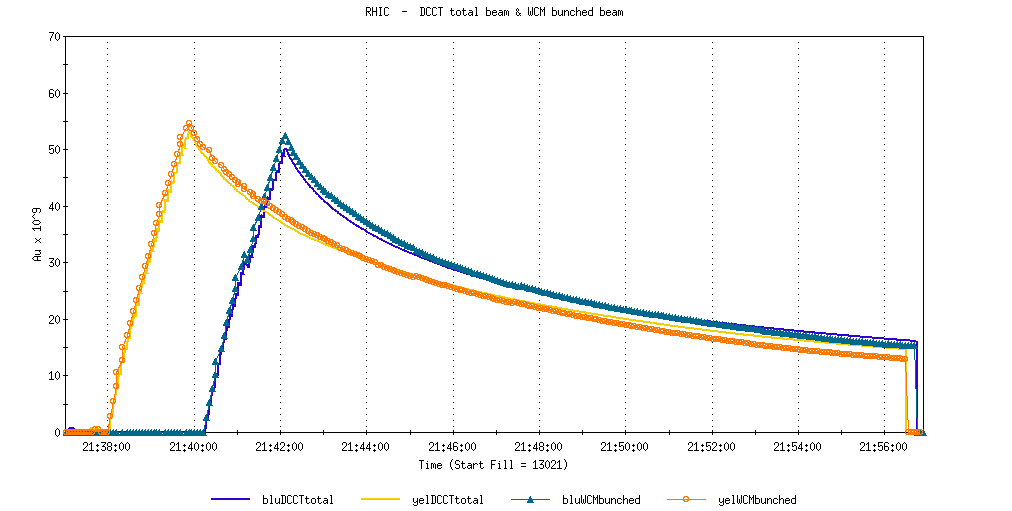 RHIC - DCCT total beam & WCM bunched beam
70
60
50
40
30
20
10
0
Au x 10^9
21:38:00 21:40:00 21:42:00 21:44:00 21:46:00 21:48:00 21:50:00 21:52:00 21:54:00 21:56:00
Time (Start Fill = 13021)
bluDCCTtotal yelDCCTtotal bluWCMbunched yelWCMbunched